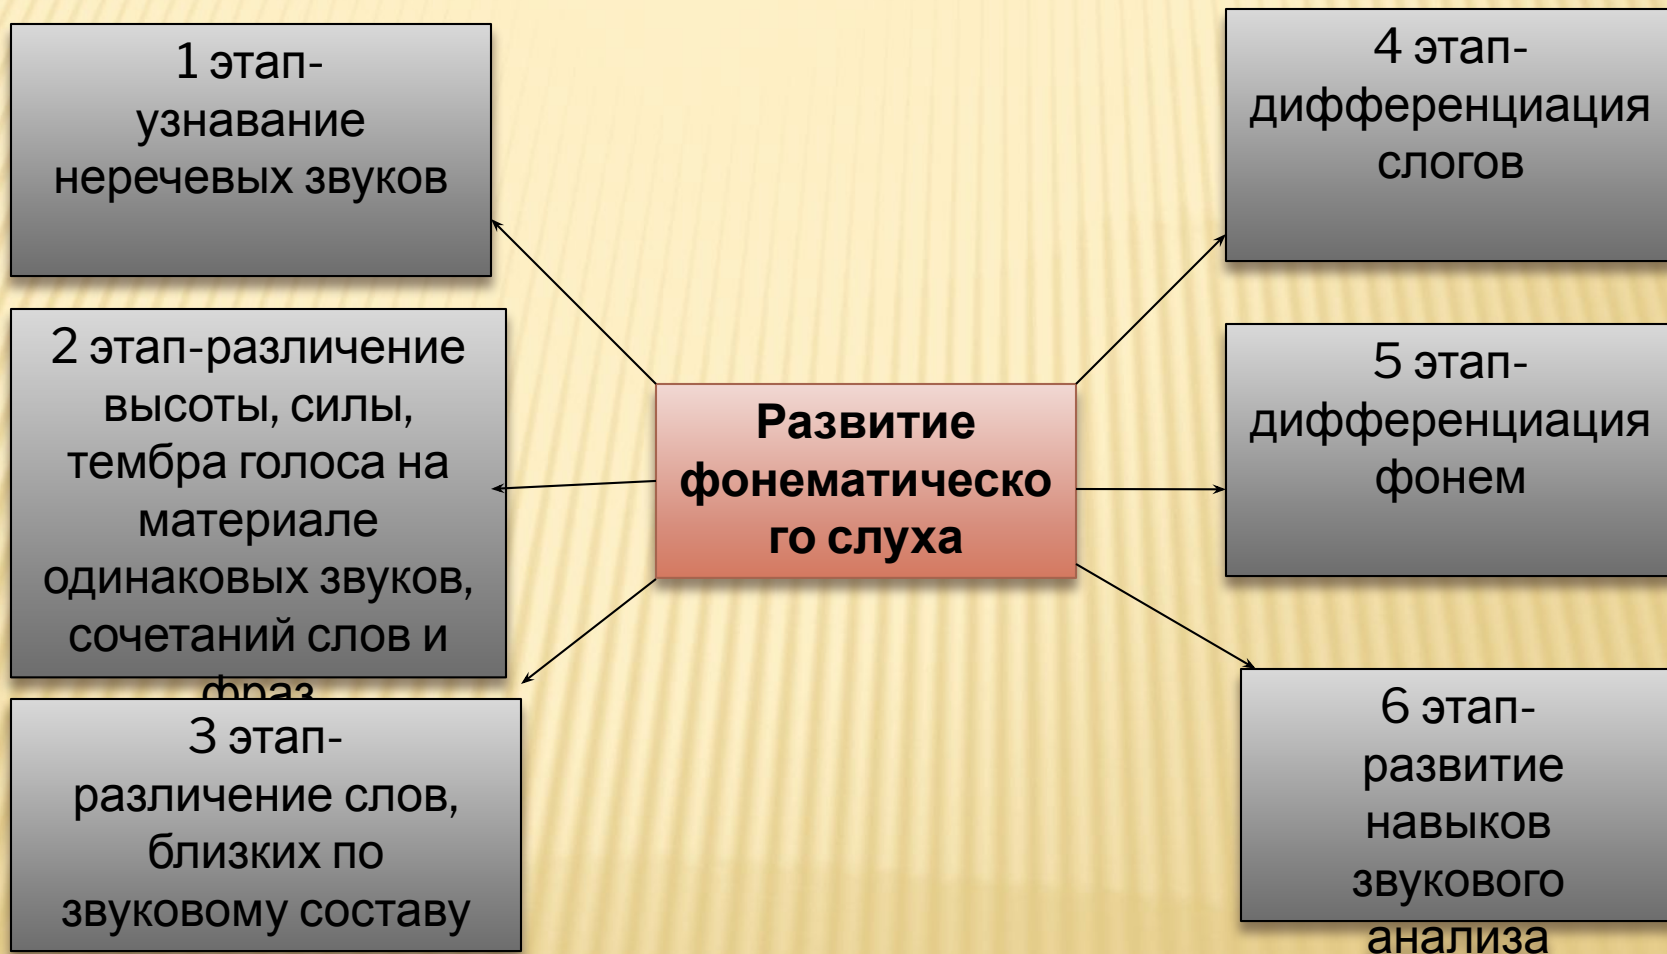 1 этап-
узнавание
неречевых звуков
2 этап-различение
высоты, силы,
тембра голоса на
материале
одинаковых звуков,
сочетаний слов и
фраз
3 этап-
различение слов,
близких по
звуковому составу
Развитие
фонематическо
го слуха
4 этап-
дифференциация
слогов
5 этап-
дифференциация
фонем
6 этап-
развитие
навыков
звукового
анализа